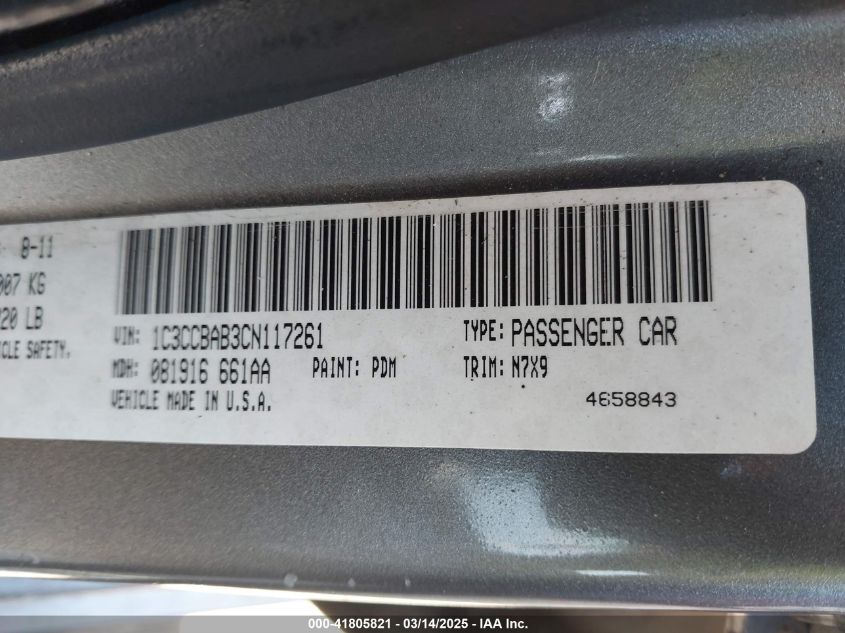 8-11
007 KG
20 LB
VIN: 1C3CCBAB3CN117261 TYPE: PASSENGER CAR
CLE SAFETY.
MDH: 081916 661AA PAINT: PDM TRIM: N7X9
VEHICLE MADE IN U.S.A.
4658843
000-41805821 - 03/14/2025 - IAA Inc.